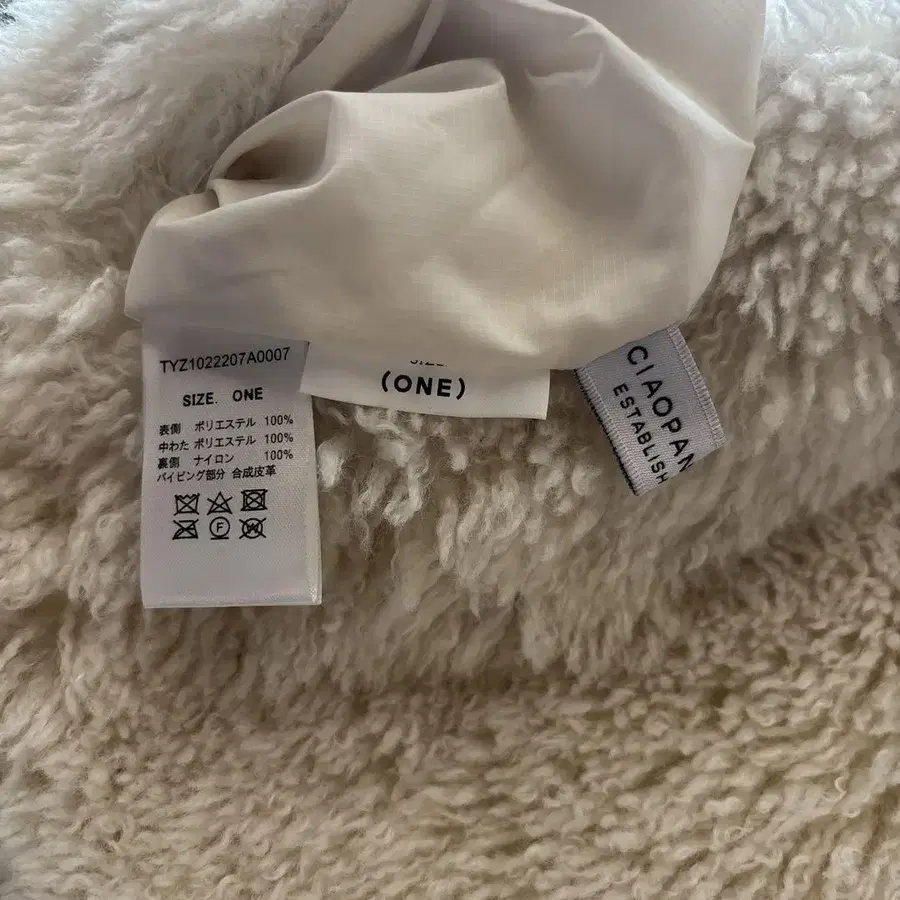 TYZ1022207A0007
SIZE. ONE
表側 ポリエステル 100%
中わた ポリエステル 100%
裏側 ナイロン 100%
パイピング部分 合成皮革
F
W
(ONE)
CIAOPAN
ESTABLISH